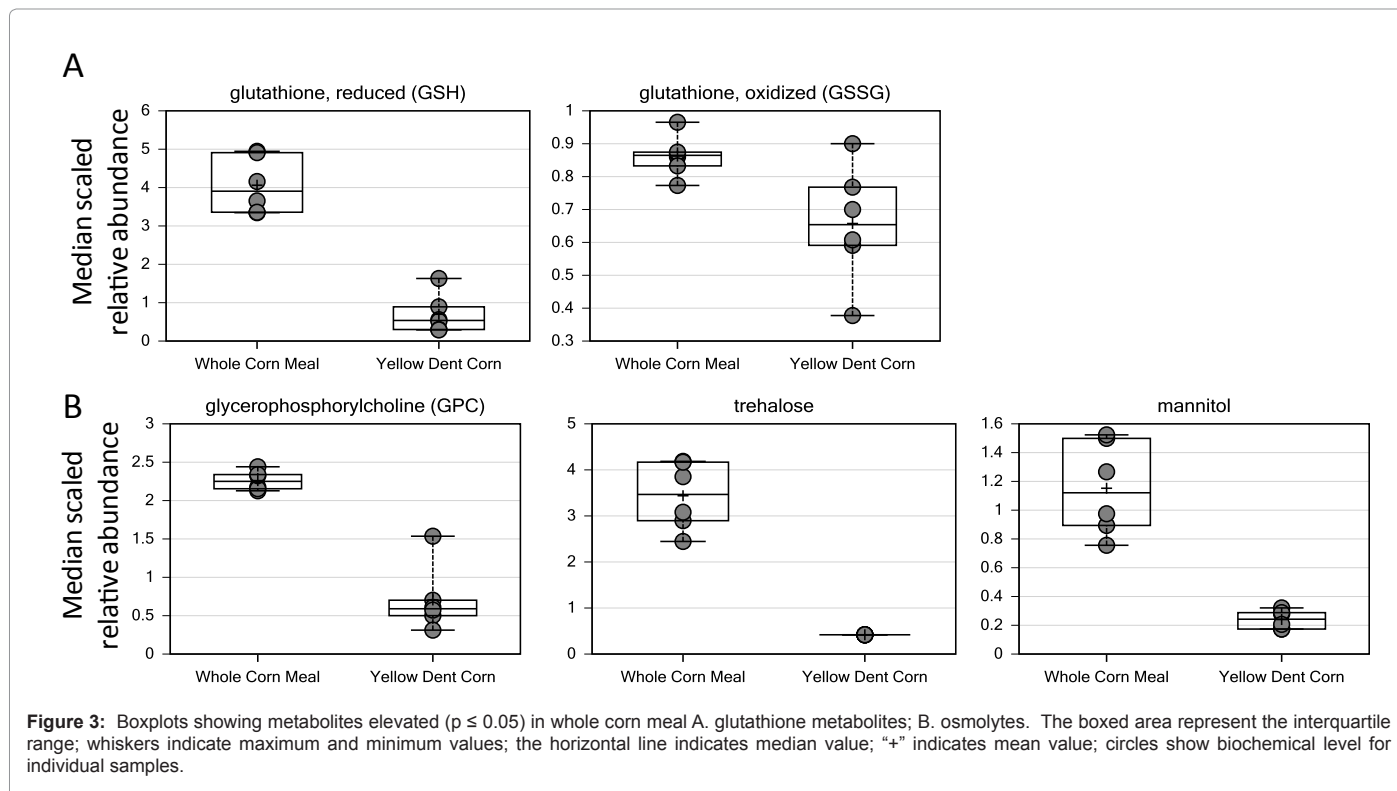 A
glutathione, reduced (GSH)
glutathione, oxidized (GSSG)
Median scaled
relative abundance
6
5
4
3
2
1
0
Whole Corn Meal Yellow Dent Corn
1
0.9
0.8
0.7
0.6
0.5
0.4
0.3
Whole Corn Meal Yellow Dent Corn
B
glycerophosphorylcholine (GPC)
trehalose
mannitol
Median scaled
relative abundance
3
2.5
2
1.5
1
0.5
0
Whole Corn Meal Yellow Dent Corn
5
4
3
2
1
0
Whole Corn Meal Yellow Dent Corn
1.6
1.4
1.2
1
0.8
0.6
0.4
0.2
0
Whole Corn Meal Yellow Dent Corn
Figure 3: Boxplots showing metabolites elevated (p ≤ 0.05) in whole corn meal A. glutathione metabolites; B. osmolytes. The boxed area represent the interquartile
range; whiskers indicate maximum and minimum values; the horizontal line indicates median value; “+” indicates mean value; circles show biochemical level for
individual samples.